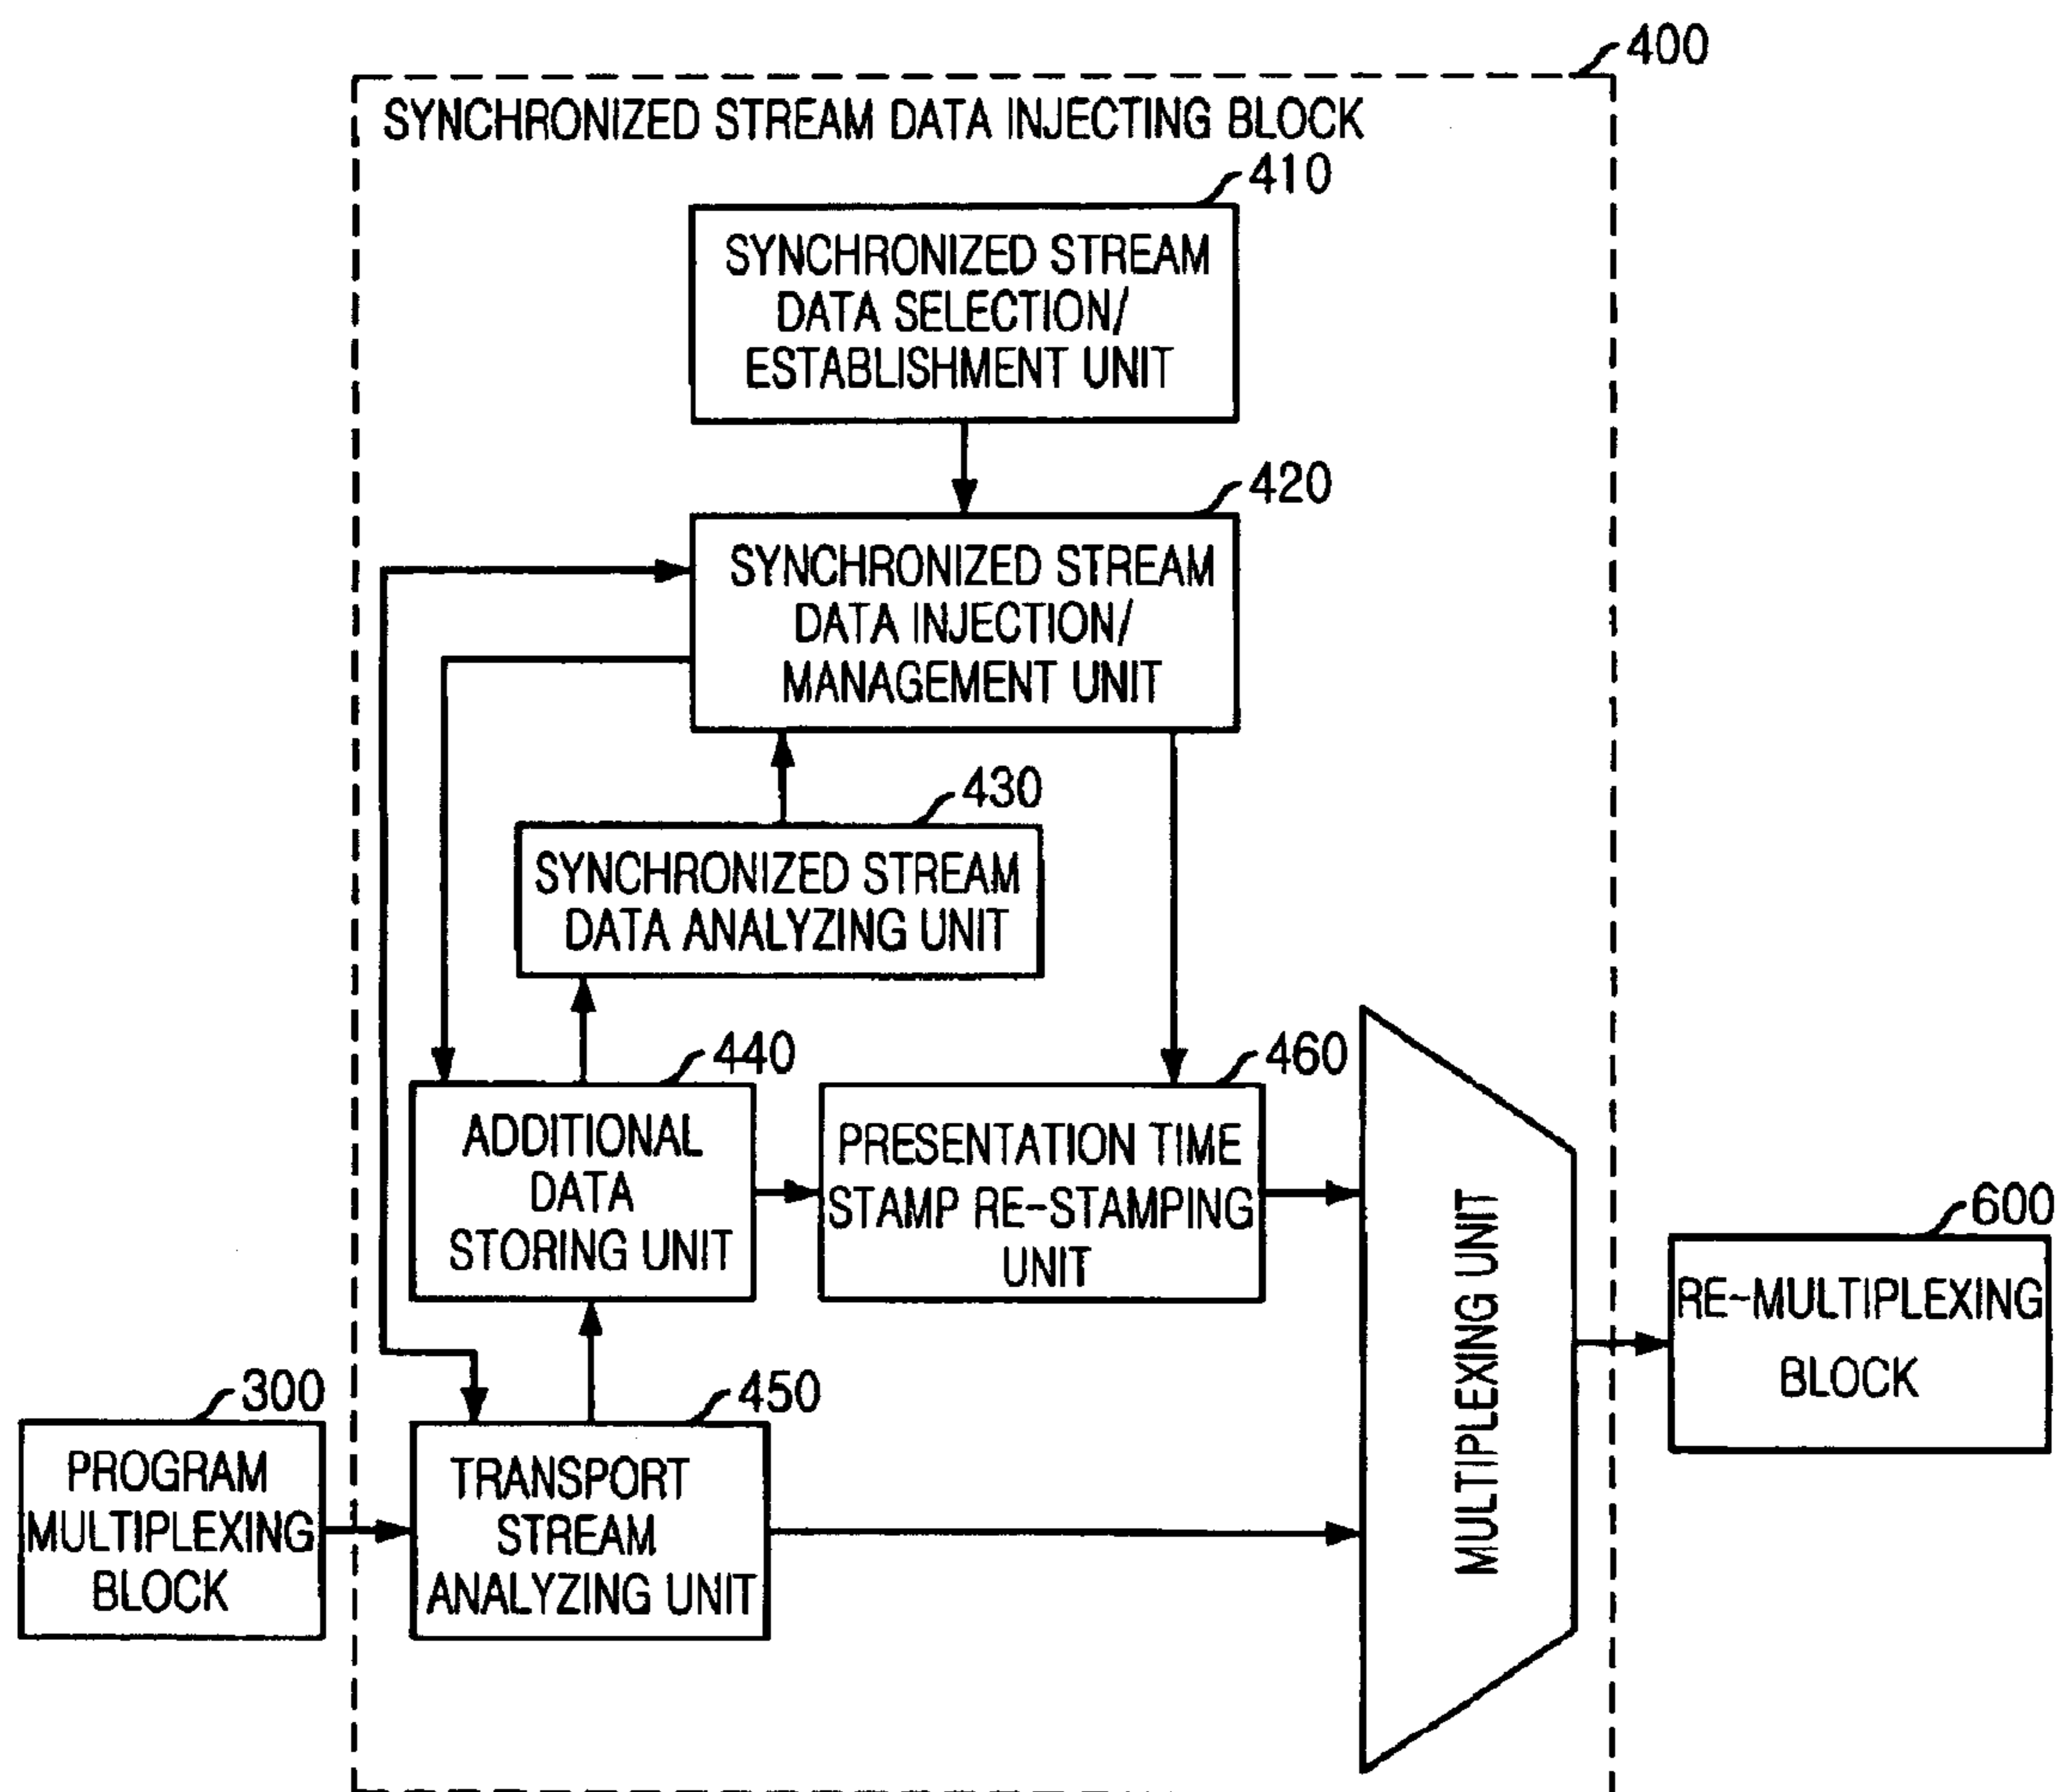 400
SYNCHRONIZED STREAM DATA INJECTING BLOCK
410
SYNCHRONIZED STREAM
DATA SELECTION/
ESTABLISHMENT UNIT
420
SYNCHRONIZED STREAM
DATA INJECTION/
MANAGEMENT UNIT
430
SYNCHRONIZED STREAM
DATA ANALYZING UNIT
440
ADDITIONAL
DATA
STORING UNIT
460
PRESENTATION TIME
STAMP RE-STAMPING
UNIT
MULTIPLEXING UNIT
600
RE-MULTIPLEXING
BLOCK
300
PROGRAM
MULTIPLEXING
BLOCK
450
TRANSPORT
STREAM
ANALYZING UNIT